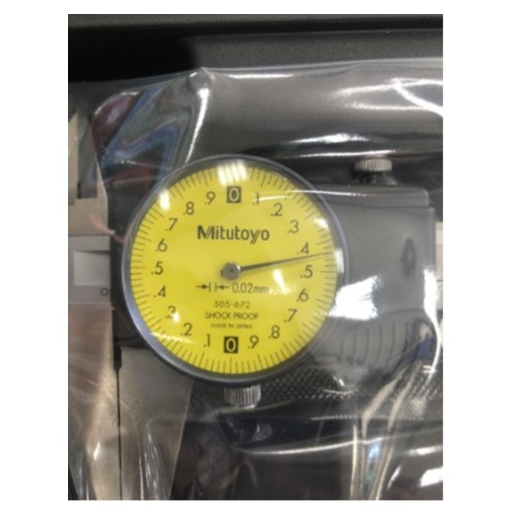 .9 0 .1
.8 .2
.7 .3
Mitutoyo
.6 .4
.5 .5
.4 .6
0.02mm
505-672
SHOCK PROOF
MADE IN JAPAN
.3 .7
.2 .8
.1 0 .9
0